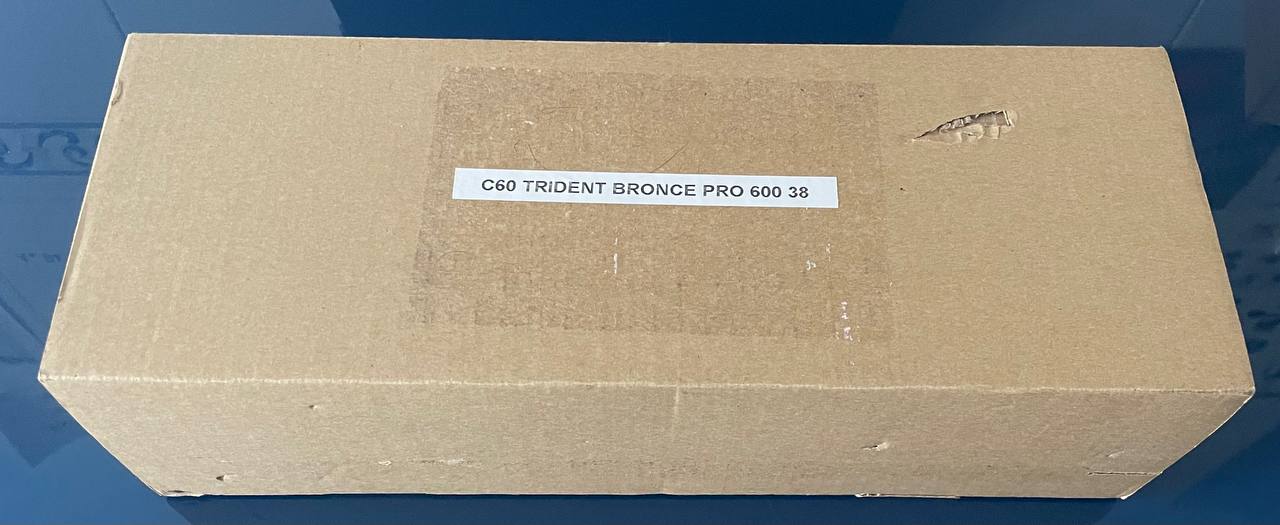 C60 TRIDENT BRONCE PRO 600 38